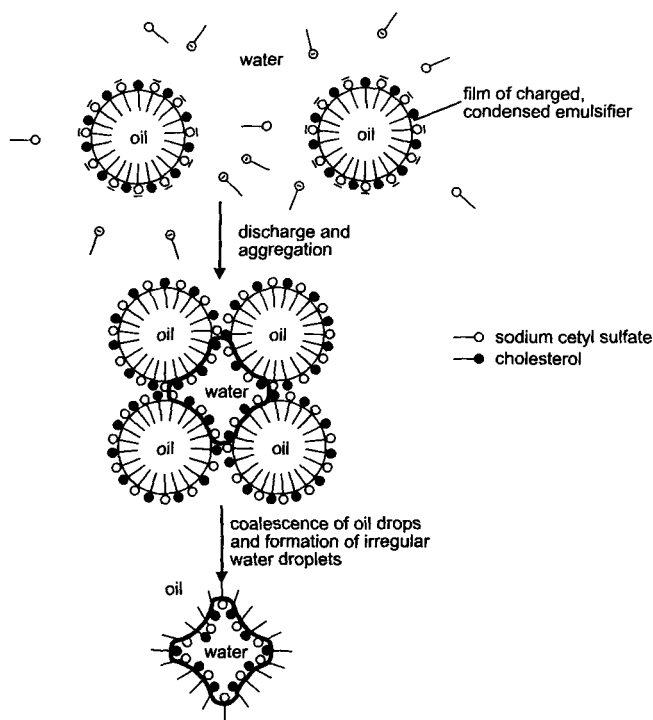 water
film of charged,
condensed emulsifier
oil
oil
discharge and
aggregation
oil
oil
sodium cetyl sulfate
cholesterol
water
oil
oil
coalescence of oil drops
and formation of irregular
water droplets
oil
water